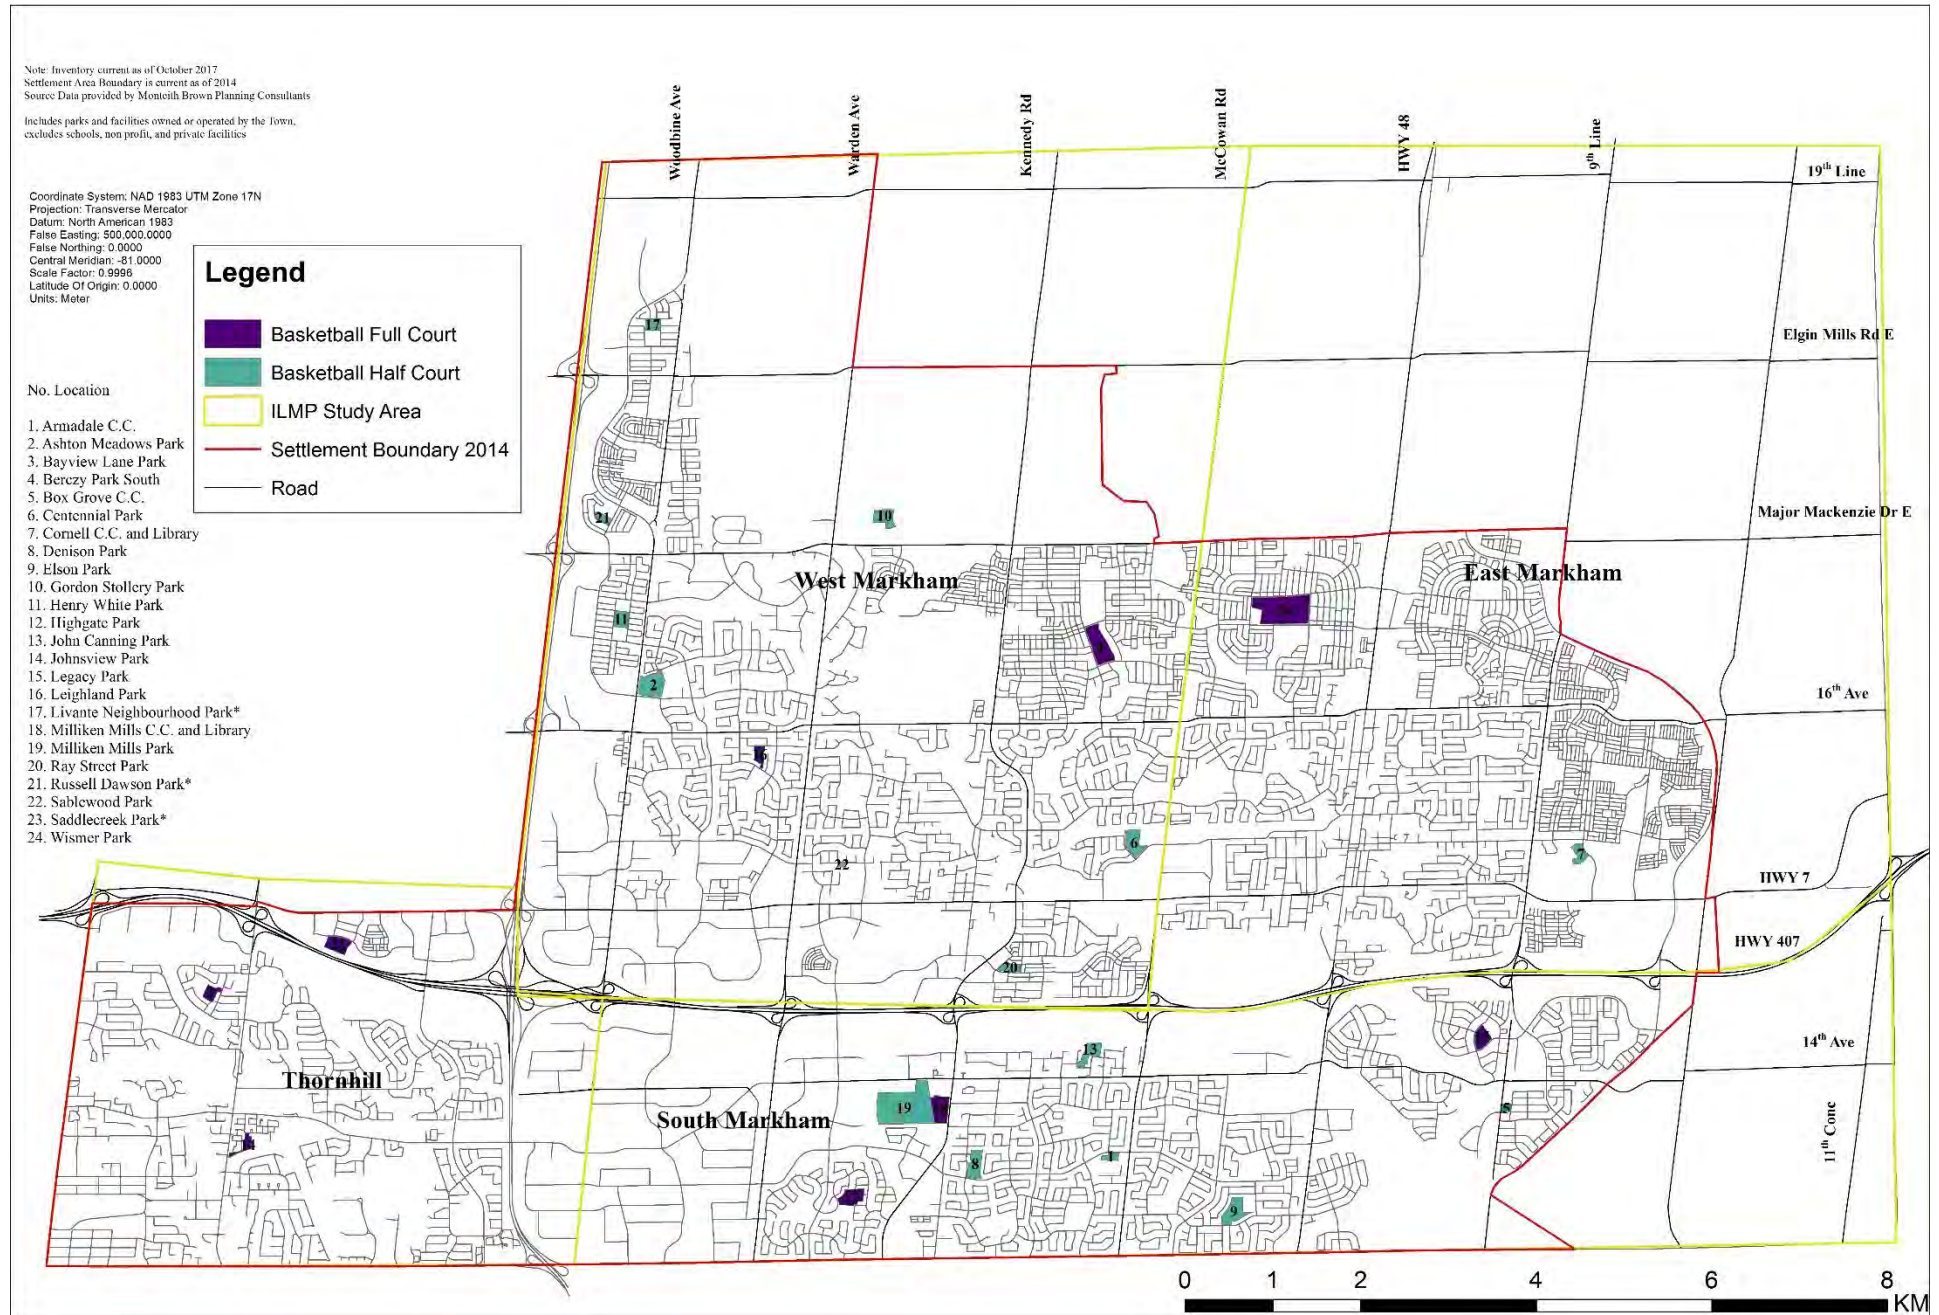 Note: Inventory current as of October 2017
Settlement Area Boundary is current as of 2014
Source Data provided by Monteith Brown Planning Consultants
Includes parks and facilities owned or operated by the Town,
excludes schools, non profit, and private facilities
Coordinate System: NAD 1983 UTM Zone 17N
Projection: Transverse Mercator
Datum: North American 1983
False Easting: 500,000.0000
False Northing: 0.0000
Central Meridian: -81.0000
Scale Factor: 0.9996
Latitude Of Origin: 0.0000
Units: Meter
Legend
Basketball Full Court
Basketball Half Court
ILMP Study Area
Settlement Boundary 2014
Road
No. Location
1. Armadale C.C.
2. Ashton Meadows Park
3. Bayview Lane Park
4. Berczy Park South
5. Box Grove C.C.
6. Centennial Park
7. Cornell C.C. and Library
8. Denison Park
9. Elson Park
10. Gordon Stollery Park
11. Henry White Park
12. Highgate Park
13. John Canning Park
14. Johnsview Park
15. Legacy Park
16. Leighland Park
17. Livante Neighbourhood Park*
18. Milliken Mills C.C. and Library
19. Milliken Mills Park
20. Ray Street Park
21. Russell Dawson Park*
22. Sablewood Park
23. Saddlecreek Park*
24. Wismer Park
Woodbine Ave
Warden Ave
Kennedy Rd
McCowan Rd
HWY 48
9th Line
19th Line
Elgin Mills Rd E
Major Mackenzie Dr E
16th Ave
HWY 7
HWY 407
14th Ave
11th Conc
West Markham
East Markham
Thornhill
South Markham
17
21
10
11
2
16
6
22
7
20
13
19
5
8
1
9
0 1 2 4 6 8
KM